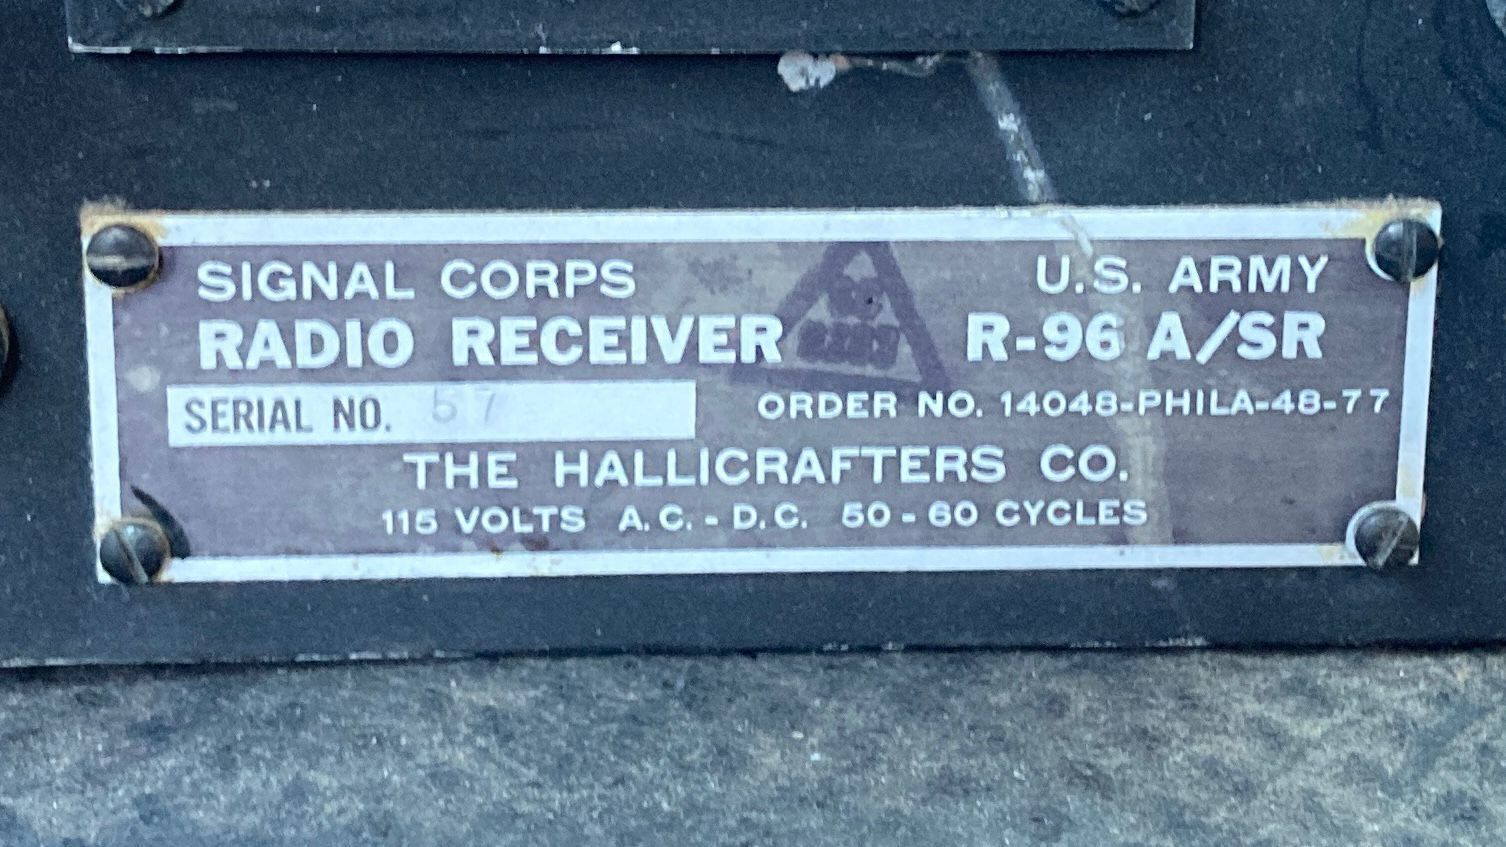 SIGNAL CORPS U.S. ARMY
RADIO RECEIVER R-96 A/SR
SERIAL NO. 57 ORDER NO. 14048-PHILA-48-77
THE HALLICRAFTERS CO.
115 VOLTS A.C. - D.C. 50 - 60 CYCLES